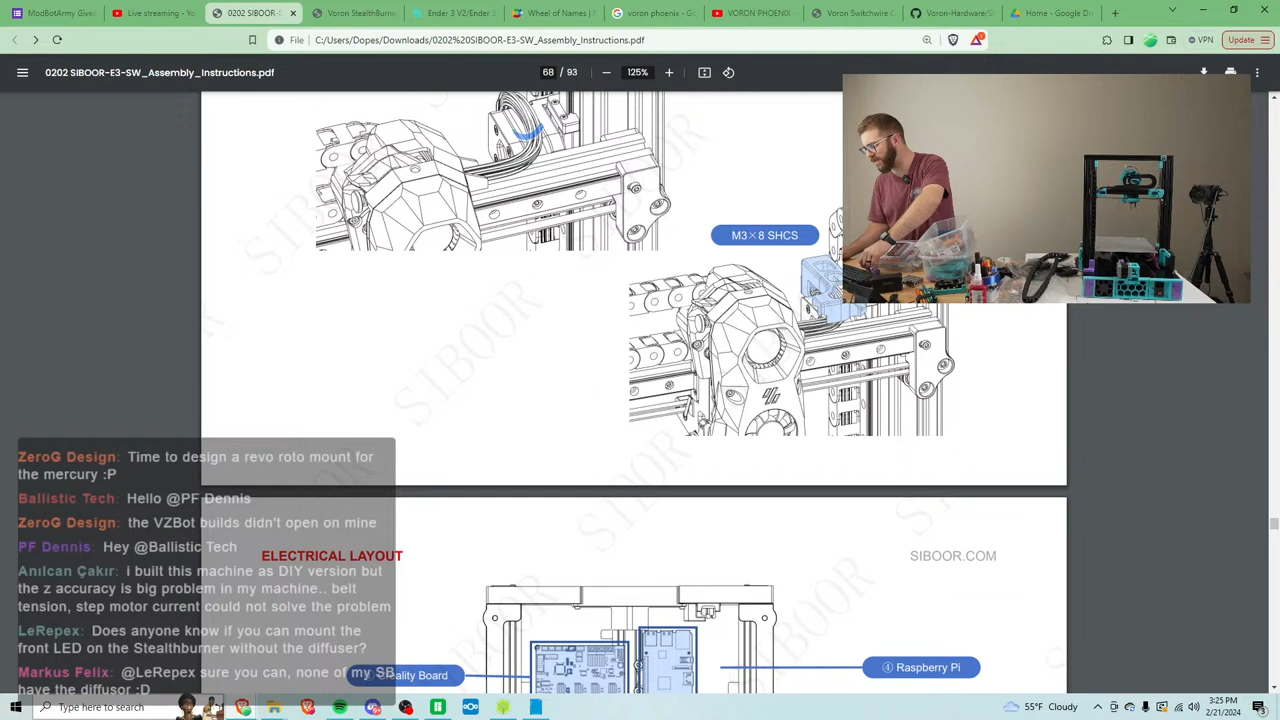 ModBotArmy Give
Live streaming - Yo
0202 SIBOOR-E
Voron StealthBurne
Ender 3 V2/Ender
Wheel of Names | R
voron phoenix - Go
VORON PHOENIX
Voron Switchwire C
Voron-Hardware/S
Home - Google Dr
File
C:/Users/Dopes/Downloads/0202%20SIBOOR-E3-SW_Assembly_Instructions.pdf
VPN
Update
0202 SIBOOR-E3-SW_Assembly_Instructions.pdf
68 / 93
125%
SIBOOR
M3×8 SHCS
SIBOOR
ZeroG Design: Time to design a revo roto mount for
the mercury :P
Ballistic Tech: Hello @PF Dennis
ZeroG Design: the VZBot builds didn't open on mine
PF Dennis: Hey @Ballistic Tech
Anılcan Çakır: i built this machine as DIY version but
the z accuracy is big problem in my machine.. belt
tension, step motor current could not solve the problem
LeRepex: Does anyone know if you can mount the
front LED on the Stealthburner without the diffuser?
Markus Felix: @LeRepex sure you can, none of my SB
have the diffusor :D
ELECTRICAL LAYOUT
SIBOOR.COM
ality Board
④ Raspberry Pi
Type here to search
55°F Cloudy
3:25 PM
2/21/2024